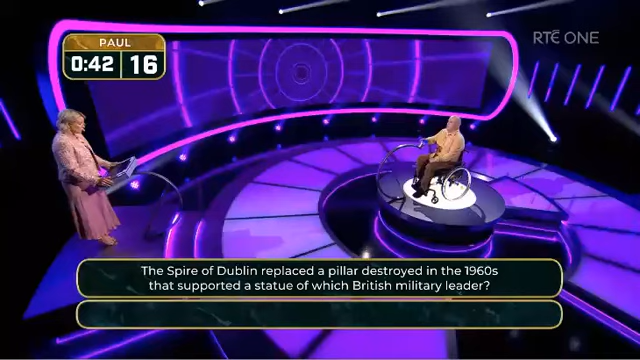 PAUL
0:42 16
RTÉ ONE
The Spire of Dublin replaced a pillar destroyed in the 1960s
that supported a statue of which British military leader?